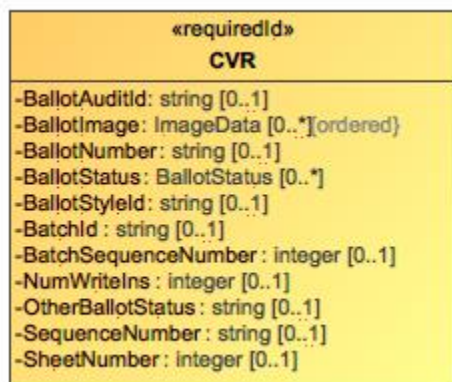 «requiredId»
CVR
-BallotAuditId: string [0..1]
-BallotImage: ImageData [0..*]{ordered}
-BallotNumber: string [0..1]
-BallotStatus: BallotStatus [0..*]
-BallotStyleId: string [0..1]
-BatchId : string [0..1]
-BatchSequenceNumber: integer [0..1]
-NumWriteIns: integer [0..1]
-OtherBallotStatus: string [0..1]
-SequenceNumber: string [0..1]
-SheetNumber: integer [0..1]